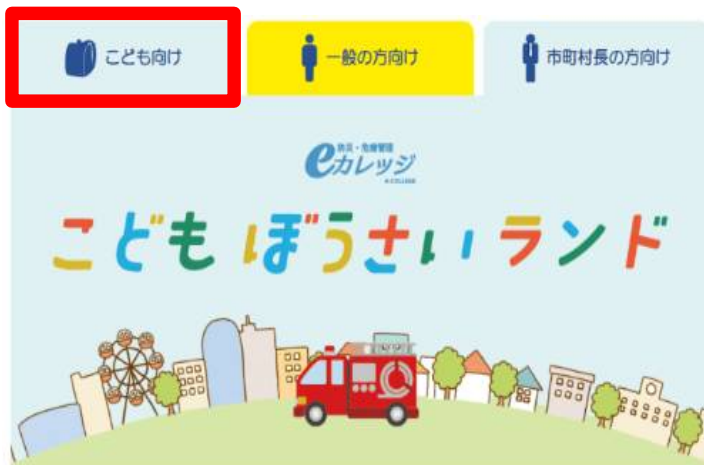 こども向け
一般の方向け
市町村長の方向け
防災・危機管理
eカレッジ
e-COLLEGE
こどもぼうさいランド